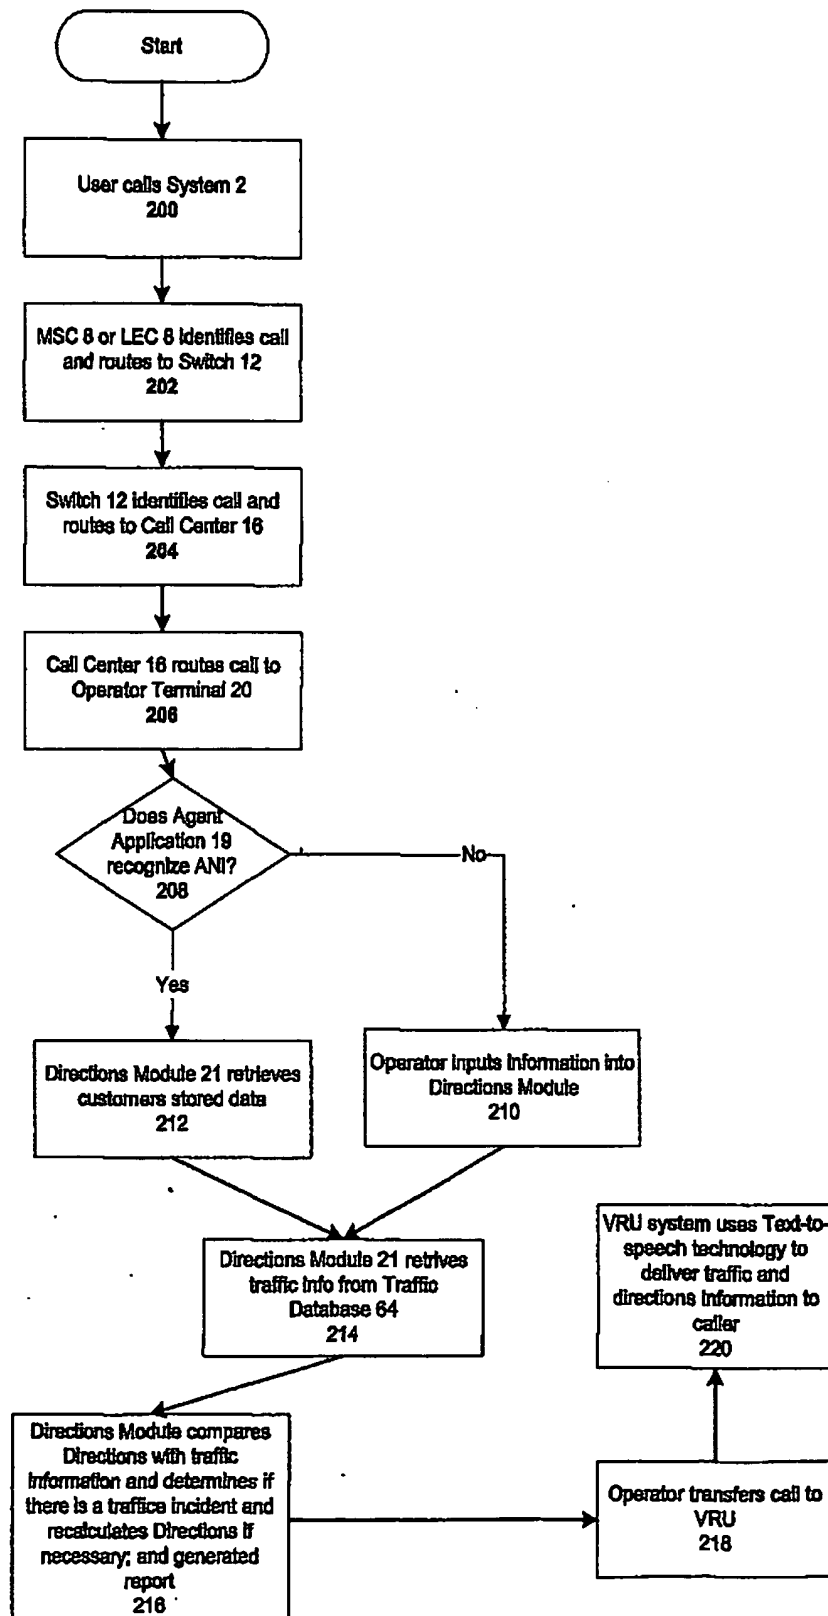 Start
User calls System 2
200
MSC 8 or LEC 8 identifies call
and routes to Switch 12
202
Switch 12 identifies call and
routes to Call Center 16
204
Call Center 16 routes call to
Operator Terminal 20
206
Does Agent
Application 19
recognize ANI?
208
No
Yes
Directions Module 21 retrieves
customers stored data
212
Operator inputs information into
Directions Module
210
Directions Module 21 retrives
traffic info from Traffic
Database 64
214
VRU system uses Text-to-
speech technology to
deliver traffic and
directions information to
caller
220
Directions Module compares
Directions with traffic
information and determines if
there is a traffice incident and
recalculates Directions if
necessary; and generated
report
216
Operator transfers call to
VRU
218